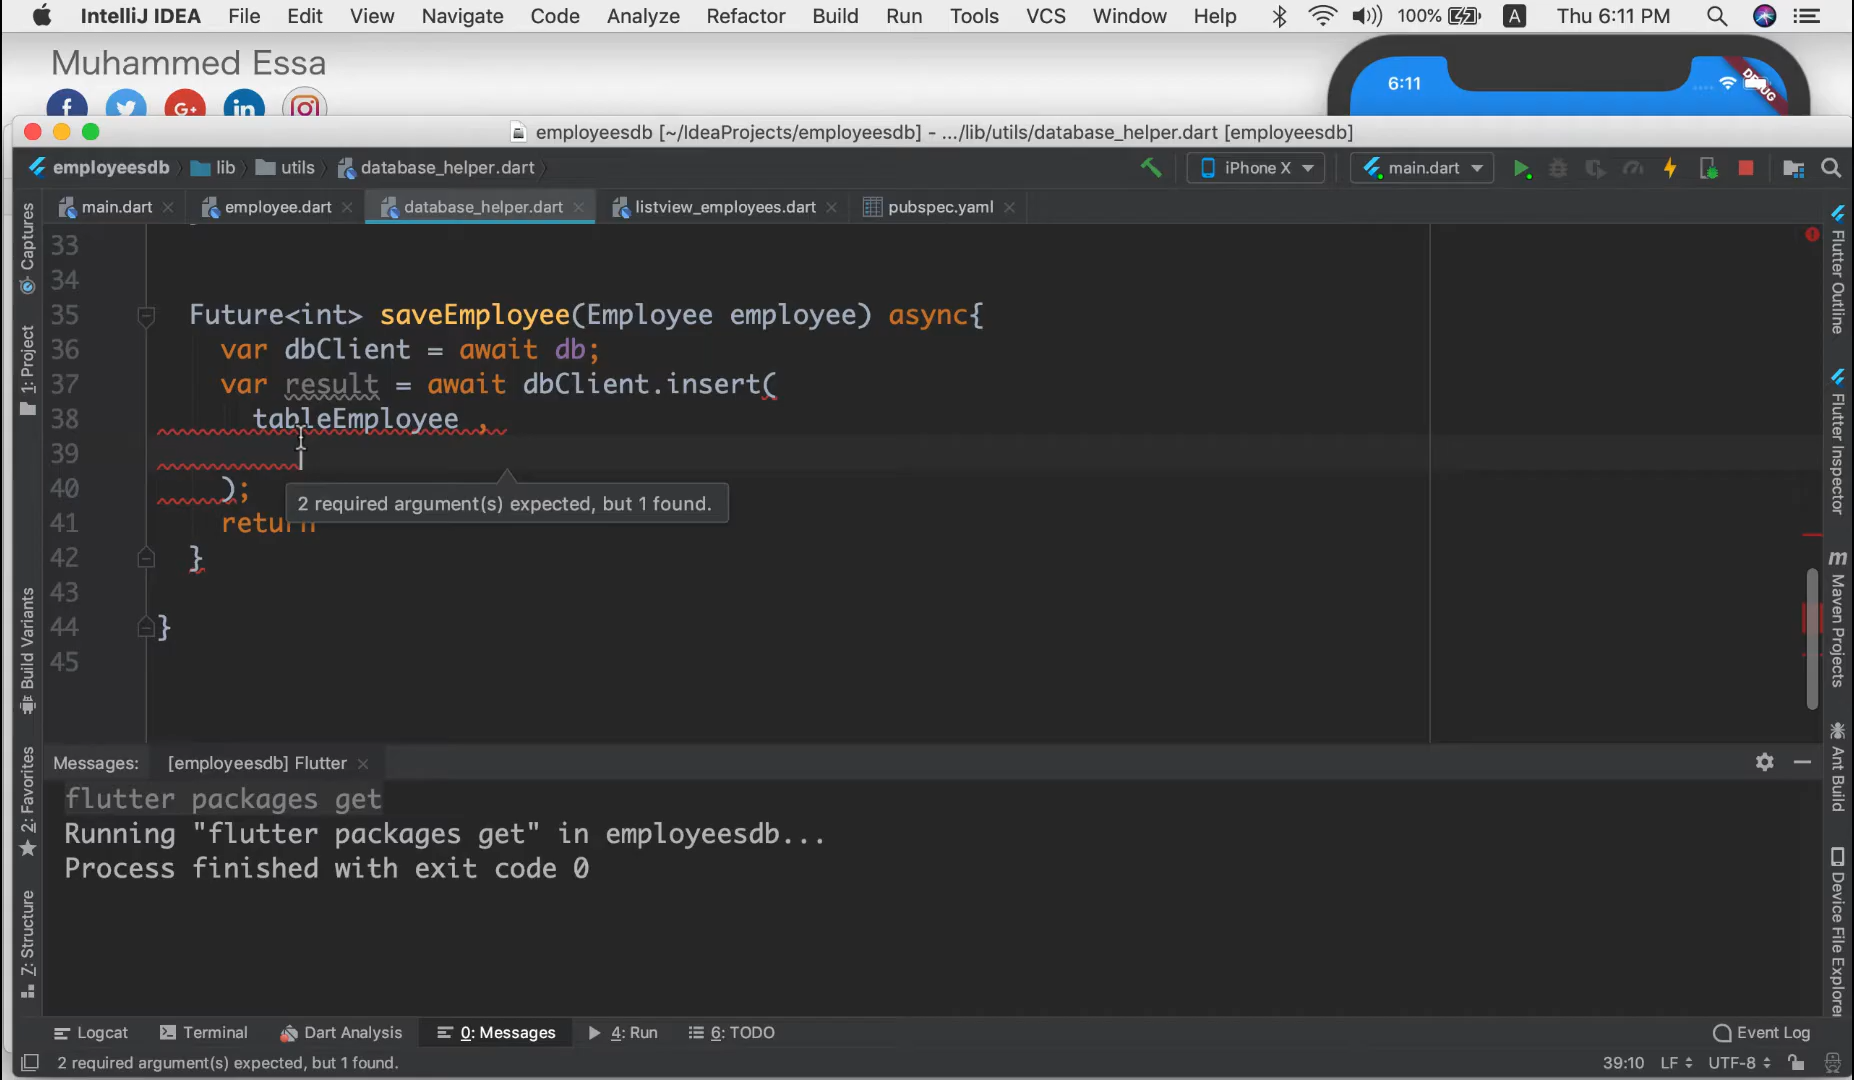 IntelliJ IDEA File Edit View Navigate Code Analyze Refactor Build Run Tools VCS Window Help 100% A Thu 6:11 PM
Muhammed Essa
6:11
DEBUG
f G+ in
employeesdb [~/IdeaProjects/employeesdb] - .../lib/utils/database_helper.dart [employeesdb]
employeesdb lib utils database_helper.dart iPhone X main.dart
main.dart employee.dart database_helper.dart listview_employees.dart pubspec.yaml
33
34
35 Future<int> saveEmployee(Employee employee) async{
36 var dbClient = await db;
37 var result = await dbClient.insert(
38 tableEmployee ,
39
40 );
2 required argument(s) expected, but 1 found.
41 return
42 }
43
44 }
45
Captures
1: Project
Build Variants
2: Favorites
7: Structure
Flutter Outline
Flutter Inspector
m Maven Projects
Ant Build
Device File Explorer
Messages: [employeesdb] Flutter
flutter packages get
Running "flutter packages get" in employeesdb...
Process finished with exit code 0
Logcat Terminal Dart Analysis 0: Messages 4: Run 6: TODO Event Log
2 required argument(s) expected, but 1 found. 39:10 LF UTF-8